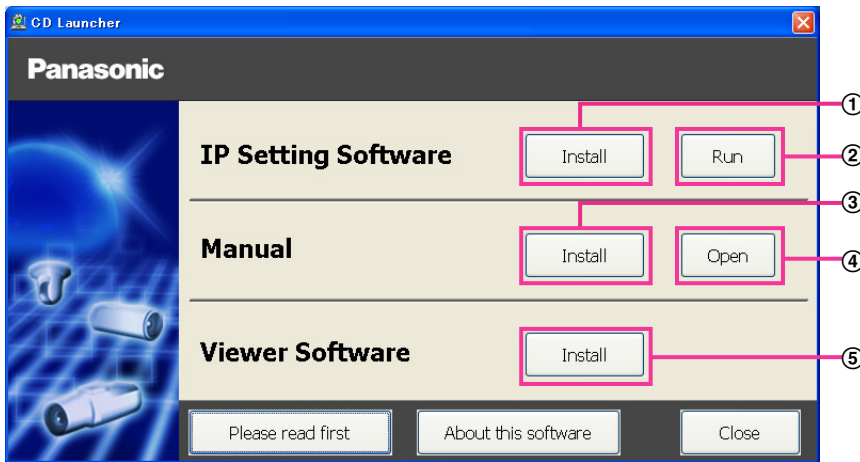 CD Launcher
Panasonic
①
IP Setting Software Install Run ②
③
Manual Install Open ④
Viewer Software Install ⑤
Please read first About this software Close